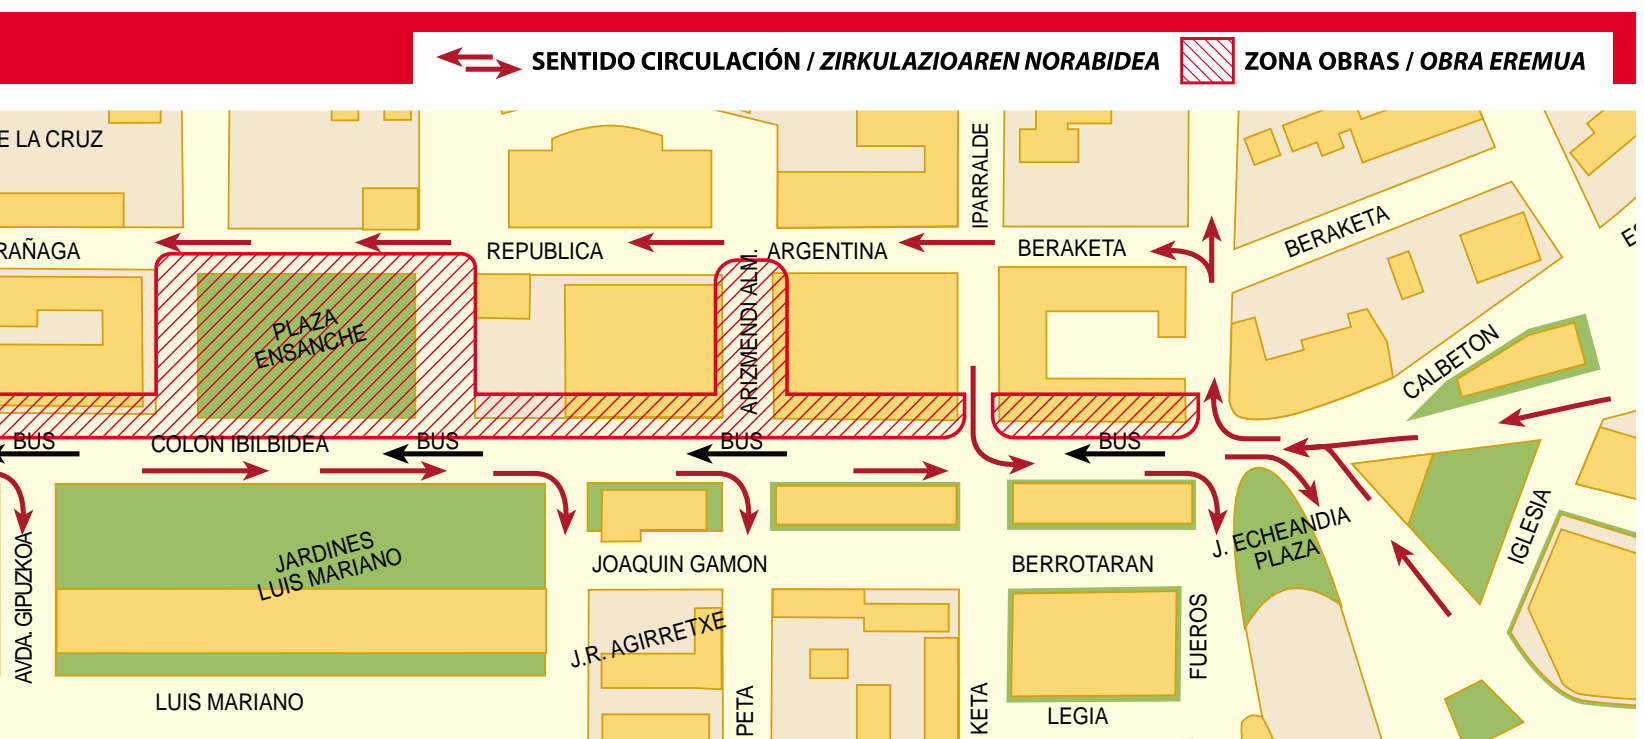 SENTIDO CIRCULACIÓN / ZIRKULAZIOAREN NORABIDEA
ZONA OBRAS / OBRA EREMUA
E LA CRUZ
IPARRALDE
RAÑAGA
REPUBLICA
ARGENTINA
BERAKETA
BERAKETA
ES
PLAZA
ENSANCHE
ARIZMENDI ALM.
CALBETON
BUS
COLON IBILBIDEA
BUS
BUS
BUS
AVDA. GIPUZKOA
JARDINES
LUIS MARIANO
JOAQUIN GAMON
BERROTARAN
J. ECHEANDIA
PLAZA
IGLESIA
J.R. AGIRRETXE
FUEROS
LUIS MARIANO
PETA
KETA
LEGIA